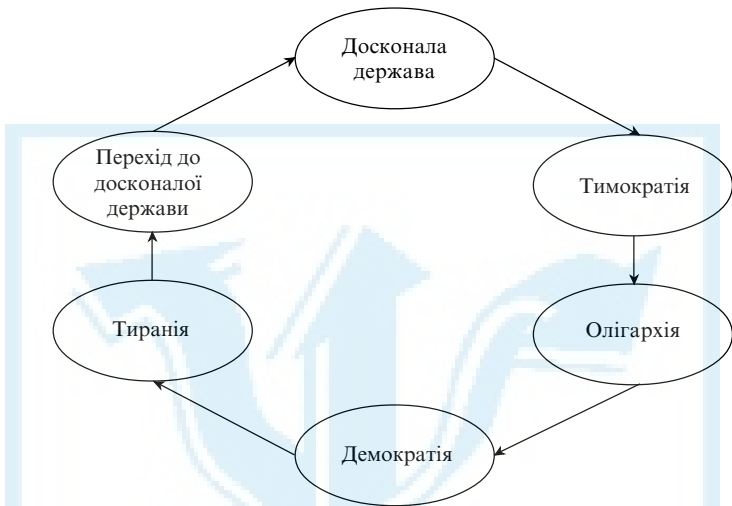 Досконала
держава
Перехід до
досконалої
держави
Тимократія
Тиранія
Олігархія
Демократія